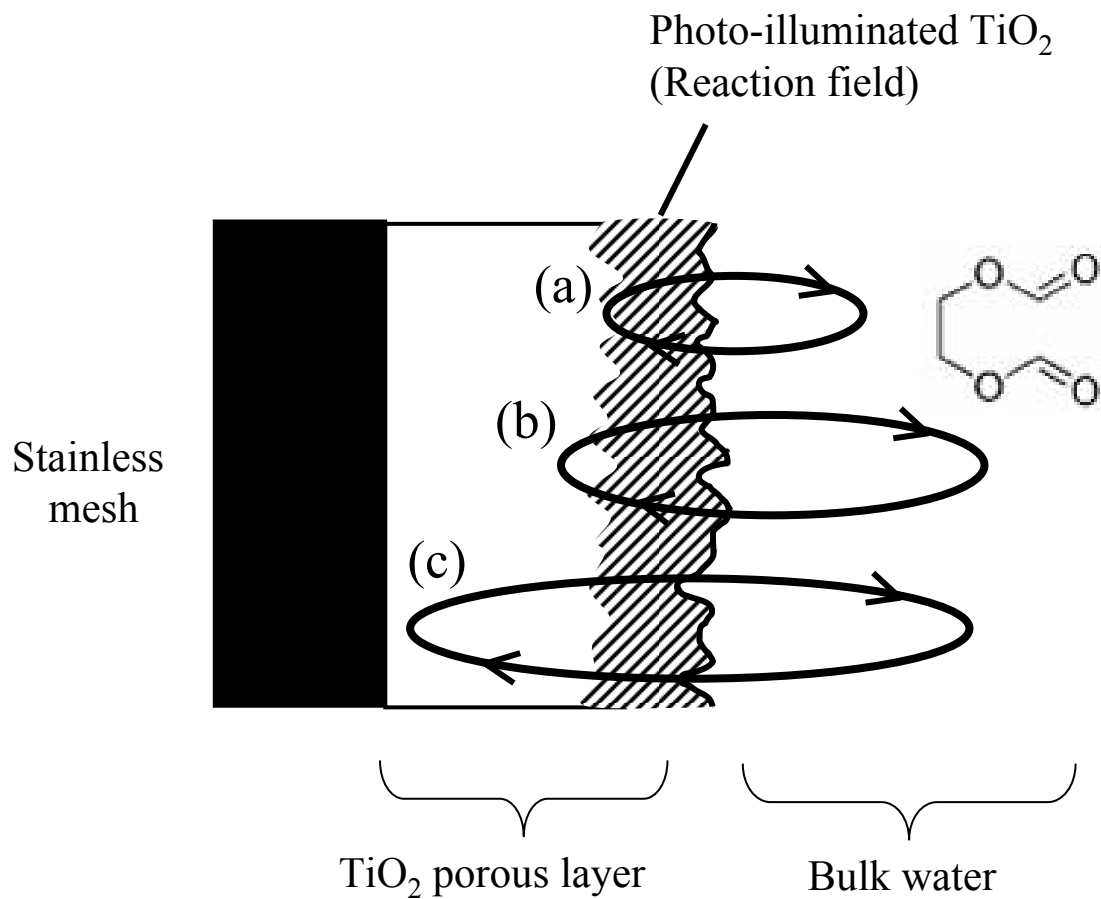 Photo-illuminated TiO₂
(Reaction field)
(a)
O
O
(b)
O
O
Stainless
mesh
(c)
TiO₂ porous layer
Bulk water